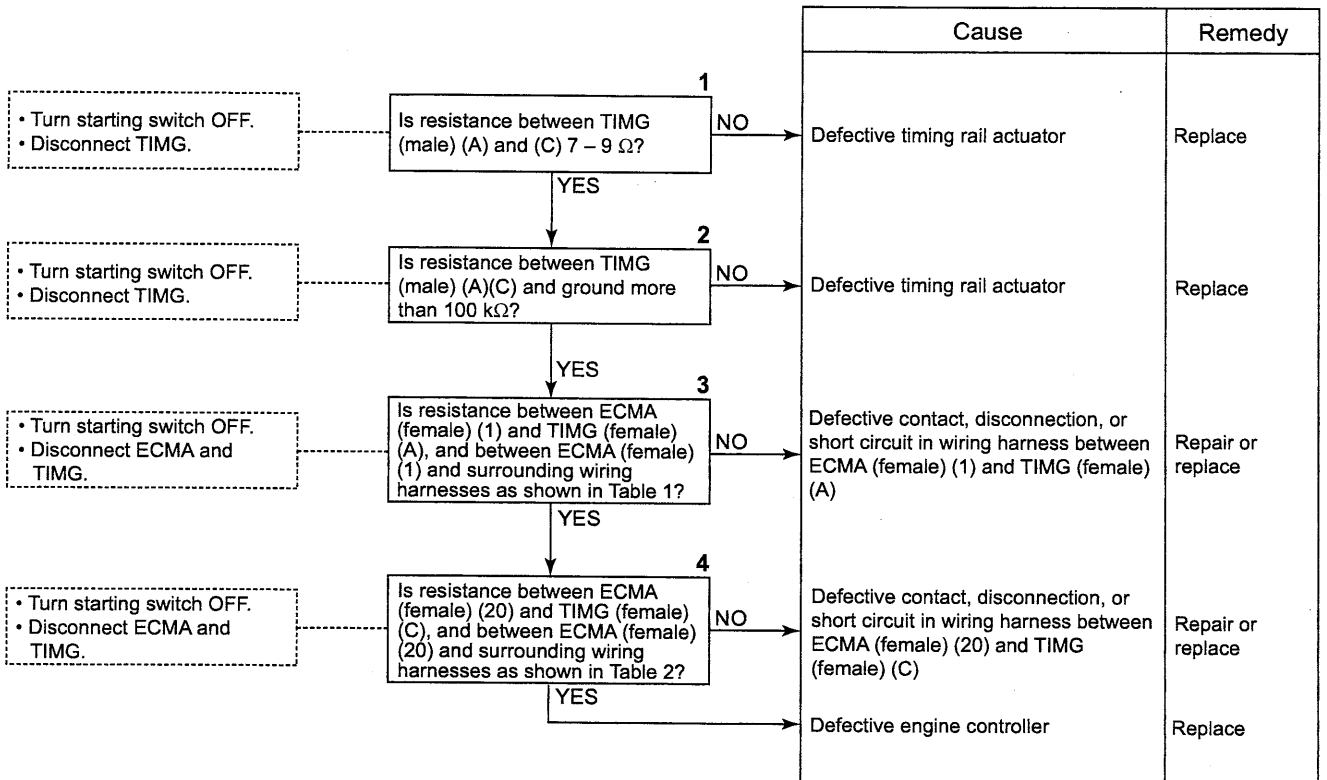 Cause
Remedy
1
• Turn starting switch OFF.
• Disconnect TIMG.
Is resistance between TIMG
(male) (A) and (C) 7 – 9 Ω?
NO
Defective timing rail actuator
Replace
YES
2
• Turn starting switch OFF.
• Disconnect TIMG.
Is resistance between TIMG
(male) (A)(C) and ground more
than 100 kΩ?
NO
Defective timing rail actuator
Replace
YES
3
• Turn starting switch OFF.
• Disconnect ECMA and
TIMG.
Is resistance between ECMA
(female) (1) and TIMG (female)
(A), and between ECMA (female)
(1) and surrounding wiring
harnesses as shown in Table 1?
NO
Defective contact, disconnection, or
short circuit in wiring harness between
ECMA (female) (1) and TIMG (female)
(A)
Repair or
replace
YES
4
• Turn starting switch OFF.
• Disconnect ECMA and
TIMG.
Is resistance between ECMA
(female) (20) and TIMG (female)
(C), and between ECMA (female)
(20) and surrounding wiring
harnesses as shown in Table 2?
NO
Defective contact, disconnection, or
short circuit in wiring harness between
ECMA (female) (20) and TIMG
(female) (C)
Repair or
replace
YES
Defective engine controller
Replace